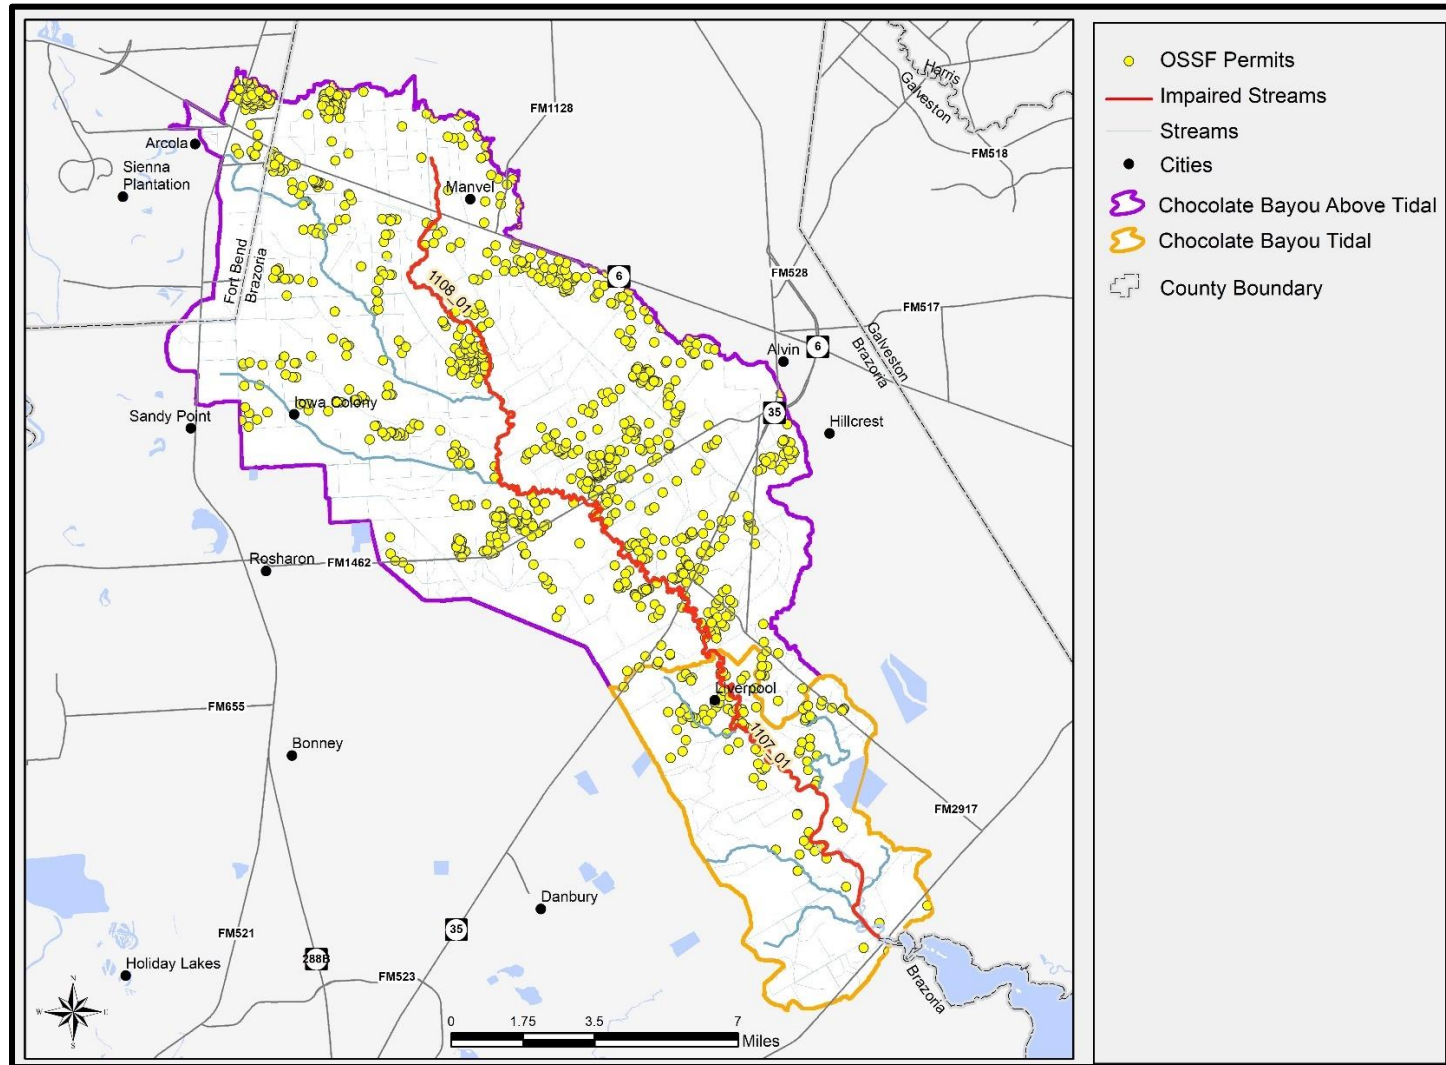 Harris
Galveston
FM1128
FM518
Arcola
Sienna
Plantation
Manvel
Fort Bend
Brazoria
6
FM528
1108_01
FM517
Galveston
Brazoria
6
Alvin
Iowa Colony
35
Sandy Point
Hillcrest
Rosharon
FM1462
Liverpool
FM655
1107_01
Bonney
FM2917
Danbury
35
FM521
288B
Holiday Lakes
FM523
Brazoria
N
W
E
S
0
1.75
3.5
7
Miles
OSSF Permits
Impaired Streams
Streams
Cities
Chocolate Bayou Above Tidal
Chocolate Bayou Tidal
County Boundary